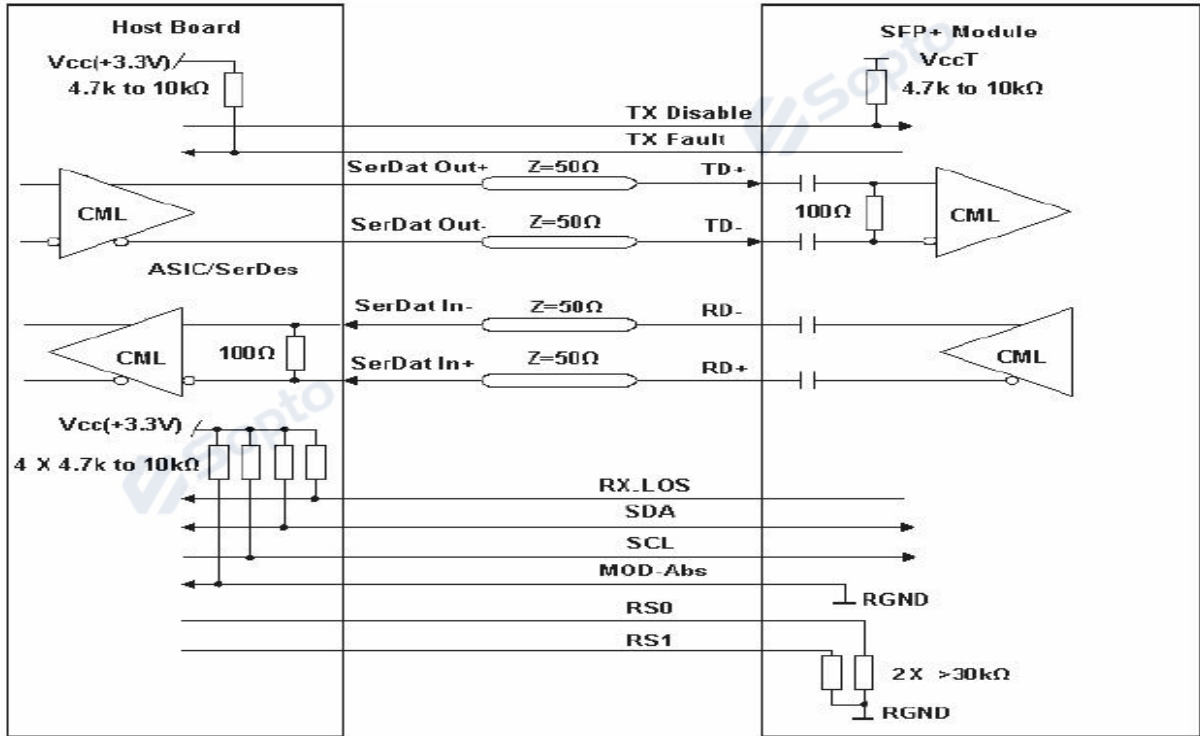 Host Board
SFP+ Module
Vcc(+3.3V)
4.7k to 10kΩ
VccT
4.7k to 10kΩ
TX Disable
TX Fault
SerDat Out+
Z=50Ω
TD+
CML
100Ω
CML
SerDat Out-
Z=50Ω
TD-
ASIC/SerDes
SerDat In-
Z=50Ω
RD-
CML
100Ω
CML
SerDat In+
Z=50Ω
RD+
Vcc(+3.3V)
4 X 4.7k to 10kΩ
RX_LOS
SDA
SCL
MOD-Abs
RGND
RS0
RS1
2X >30kΩ
RGND
Sopto
Sopto